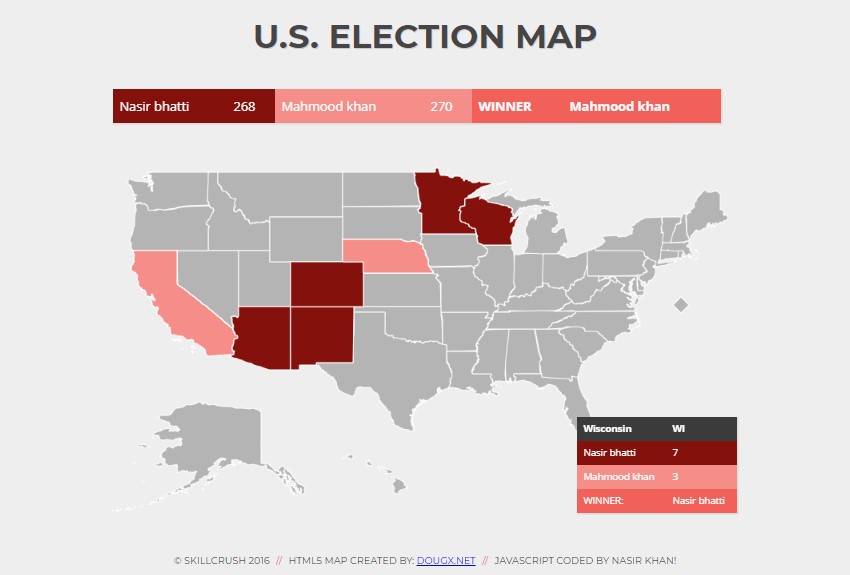 U.S. ELECTION MAP
Nasir bhatti 268 Mahmood khan 270 WINNER Mahmood khan
Wisconsin WI
Nasir bhatti 7
Mahmood khan 3
WINNER: Nasir bhatti
© SKILLCRUSH 2016 // HTML5 MAP CREATED BY: DOUGX.NET // JAVASCRIPT CODED BY NASIR KHAN!